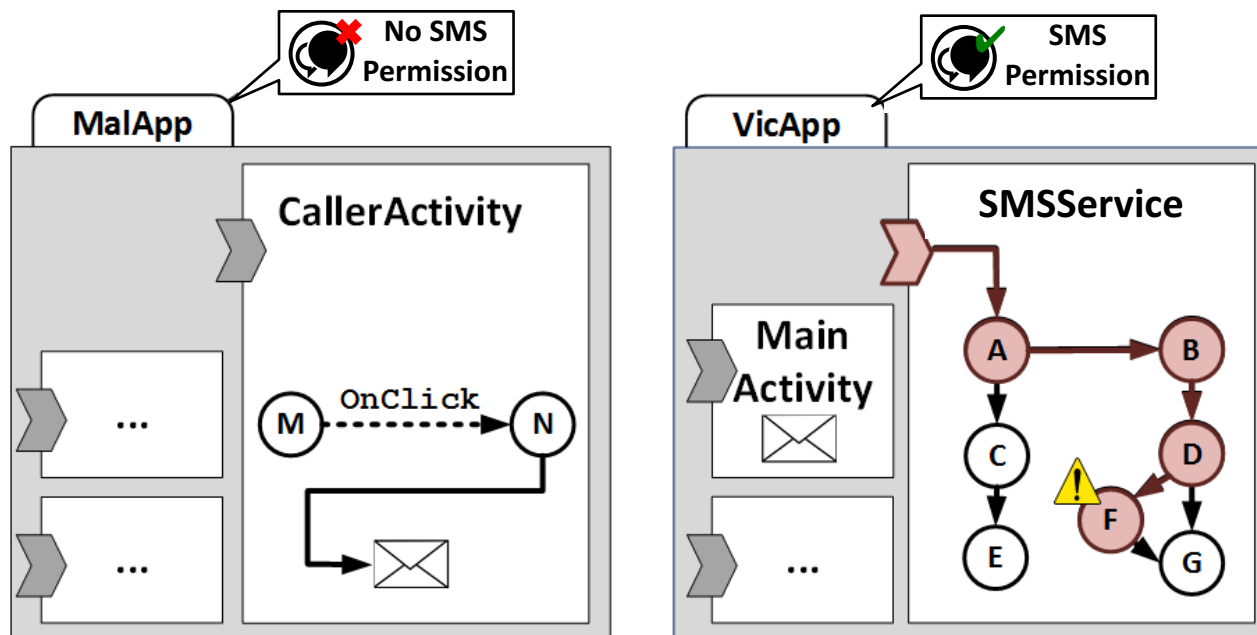 No SMS
Permission
MalApp
CallerActivity
M
OnClick
N
...
...
SMS
Permission
VicApp
SMSService
Main
Activity
...
A
B
C
D
F
E
G